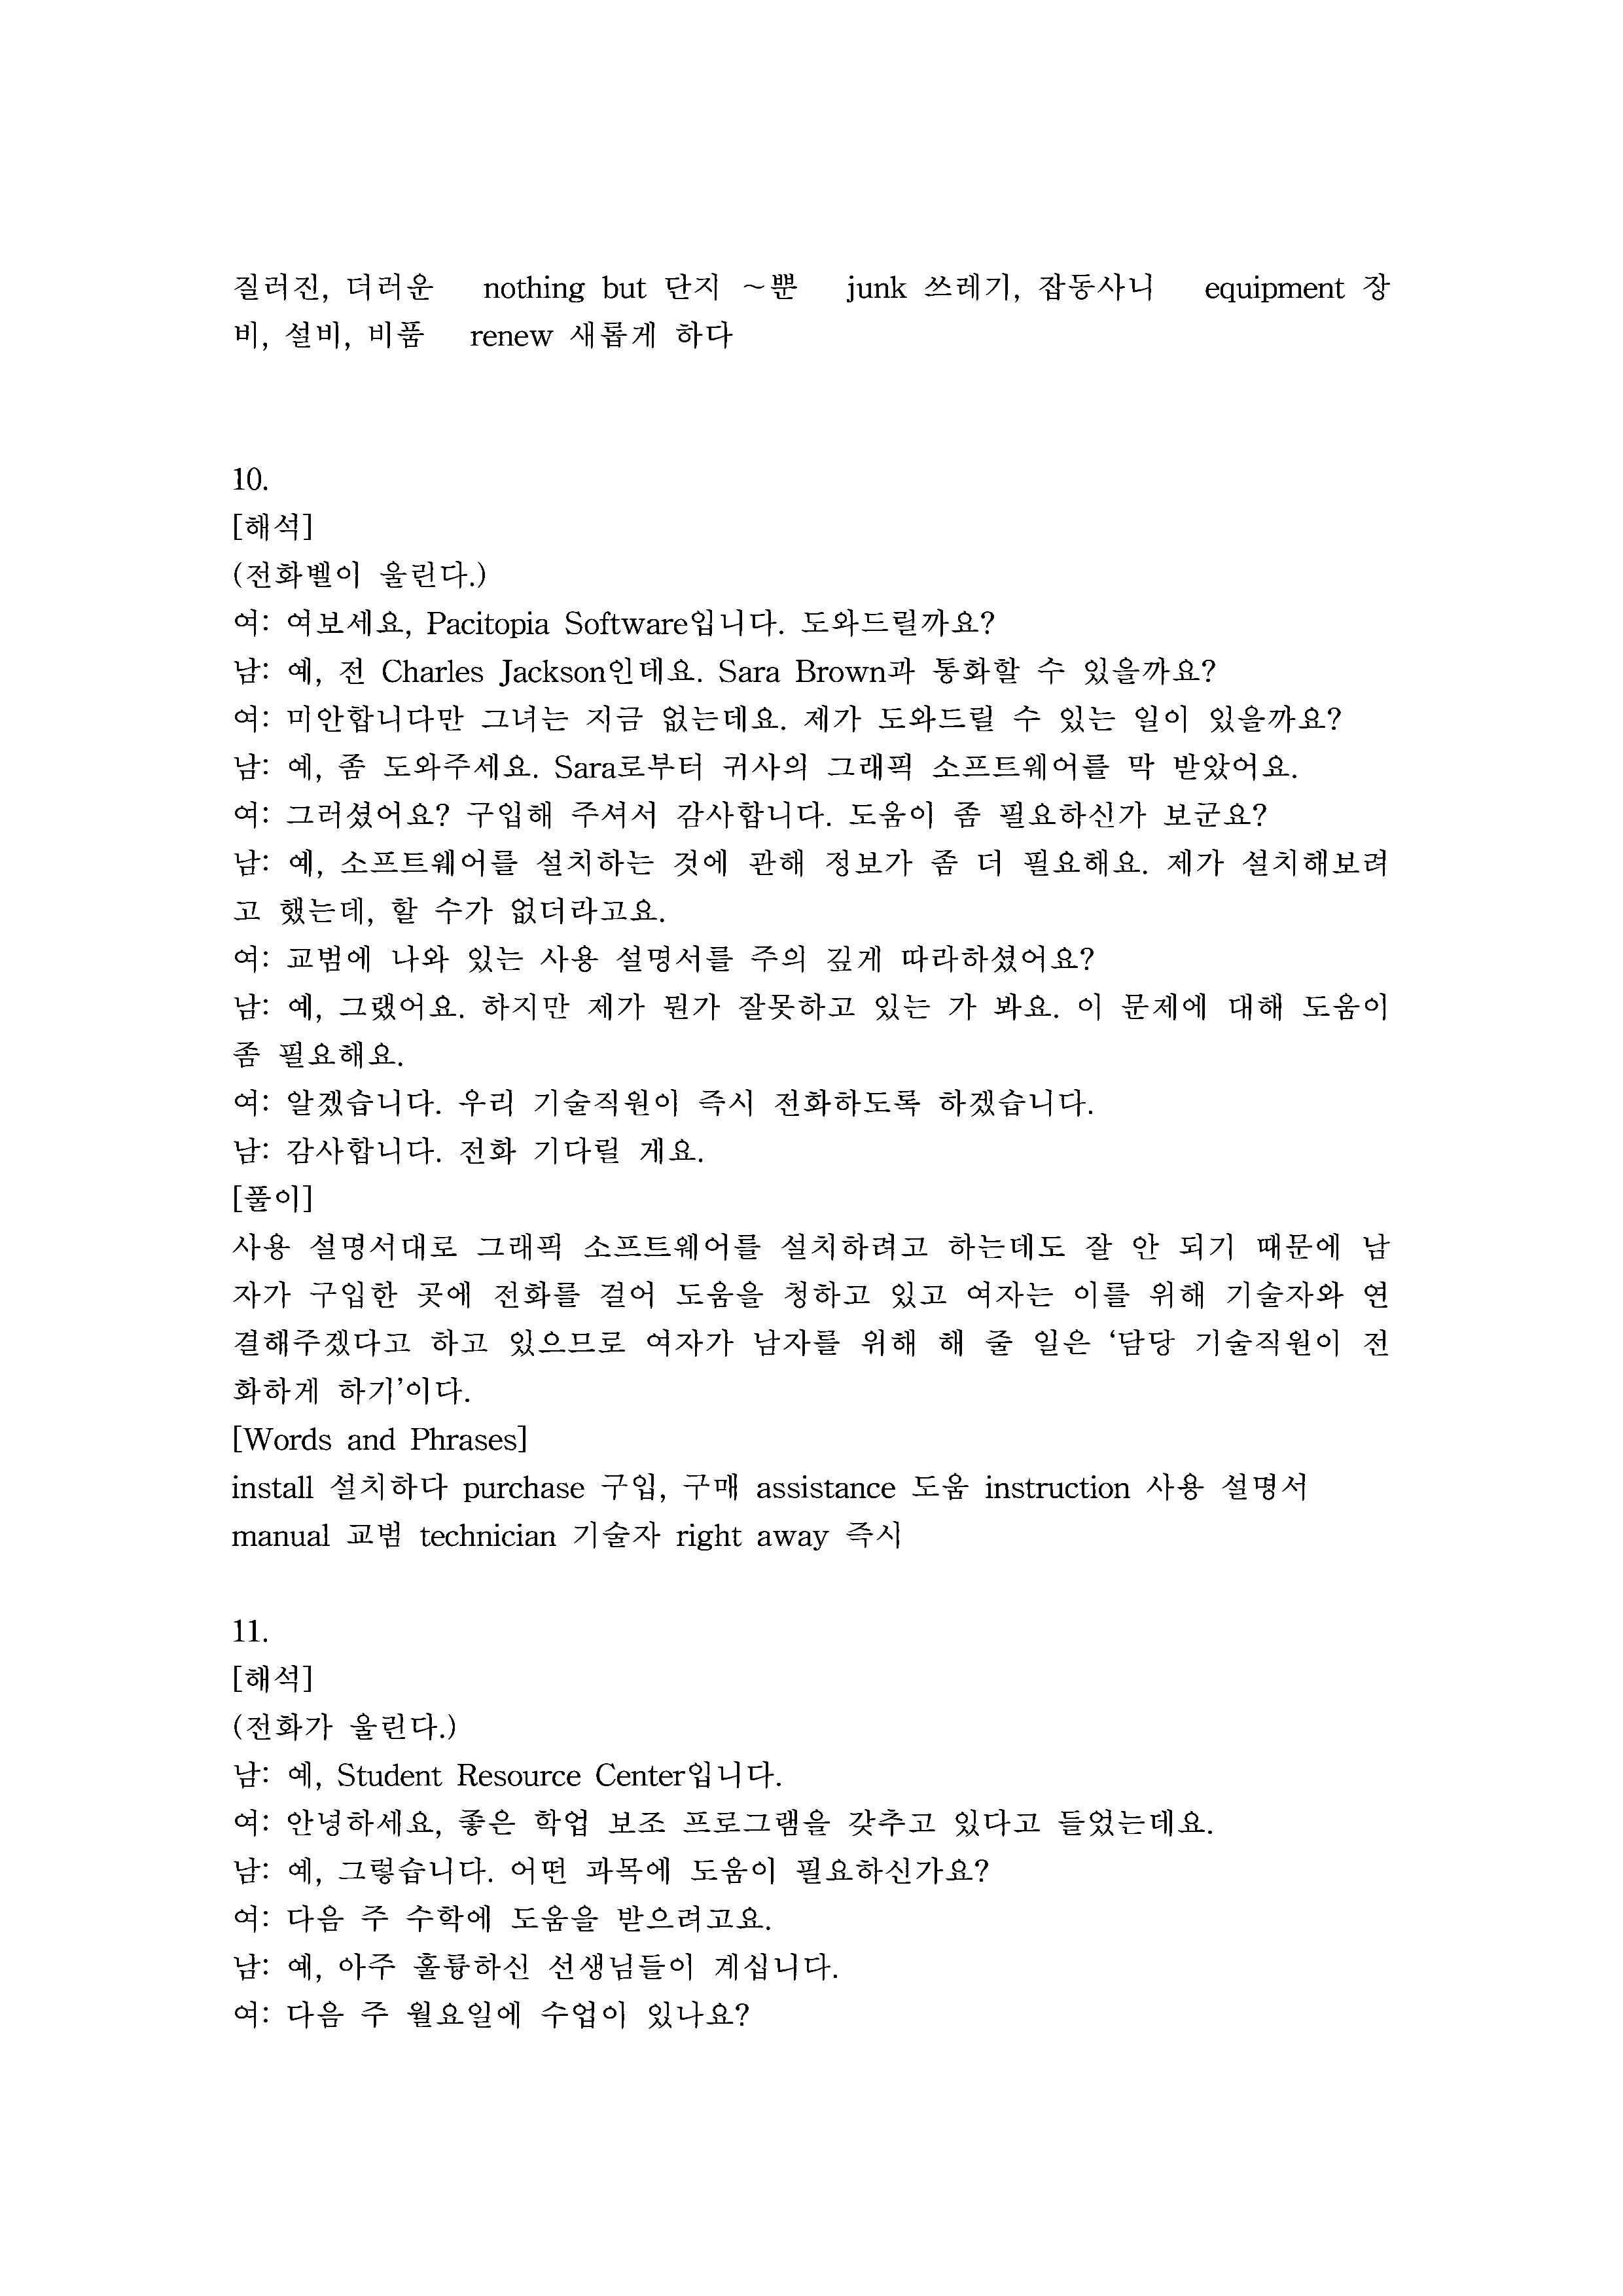 질러진, 더러운 nothing but 단지 ~뿐 junk 쓰레기, 잡동사니 equipment 장
비, 설비, 비품 renew 새롭게 하다
10.
[해석]
(전화벨이 울린다.)
여: 여보세요, Pacitopia Software입니다. 도와드릴까요?
남: 예, 전 Charles Jackson인데요. Sara Brown과 통화할 수 있을까요?
여: 미안합니다만 그녀는 지금 없는데요. 제가 도와드릴 수 있는 일이 있을까요?
남: 예, 좀 도와주세요. Sara로부터 귀사의 그래픽 소프트웨어를 막 받았어요.
여: 그러셨어요? 구입해 주셔서 감사합니다. 도움이 좀 필요하신가 보군요?
남: 예, 소프트웨어를 설치하는 것에 관해 정보가 좀 더 필요해요. 제가 설치해보려
고 했는데, 할 수가 없더라고요.
여: 교범에 나와 있는 사용 설명서를 주의 깊게 따라하셨어요?
남: 예, 그랬어요. 하지만 제가 뭔가 잘못하고 있는 가 봐요. 이 문제에 대해 도움이
좀 필요해요.
여: 알겠습니다. 우리 기술직원이 즉시 전화하도록 하겠습니다.
남: 감사합니다. 전화 기다릴 게요.
[풀이]
사용 설명서대로 그래픽 소프트웨어를 설치하려고 하는데도 잘 안 되기 때문에 남
자가 구입한 곳에 전화를 걸어 도움을 청하고 있고 여자는 이를 위해 기술자와 연
결해주겠다고 하고 있으므로 여자가 남자를 위해 해 줄 일은 ‘담당 기술직원이 전
화하게 하기’이다.
[Words and Phrases]
install 설치하다 purchase 구입, 구매 assistance 도움 instruction 사용 설명서
manual 교범 technician 기술자 right away 즉시
11.
[해석]
(전화가 울린다.)
남: 예, Student Resource Center입니다.
여: 안녕하세요, 좋은 학업 보조 프로그램을 갖추고 있다고 들었는데요.
남: 예, 그렇습니다. 어떤 과목에 도움이 필요하신가요?
여: 다음 주 수학에 도움을 받으려고요.
남: 예, 아주 훌륭하신 선생님들이 계십니다.
여: 다음 주 월요일에 수업이 있나요?